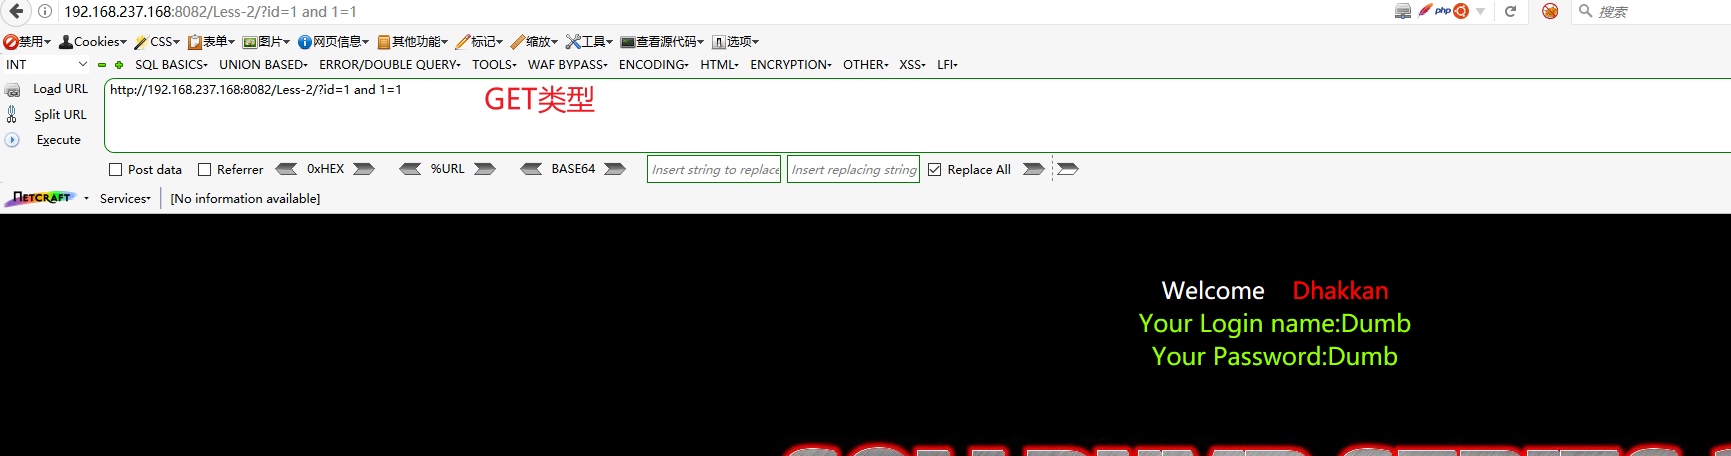 192.168.237.168:8082/Less-2/?id=1 and 1=1
php
搜索
禁用 Cookies CSS 表单 图片 网页信息 其他功能 标记 缩放 工具 查看源代码 选项
INT SQL BASICS UNION BASED ERROR/DOUBLE QUERY TOOLS WAF BYPASS ENCODING HTML ENCRYPTION OTHER XSS LFI
Load URL
http://192.168.237.168:8082/Less-2/?id=1 and 1=1
GET类型
Split URL
Execute
Post data Referrer 0xHEX %URL BASE64 Insert string to replace Insert replacing string Replace All
NETCRAFT Services [No information available]
Welcome Dhakkan
Your Login name:Dumb
Your Password:Dumb